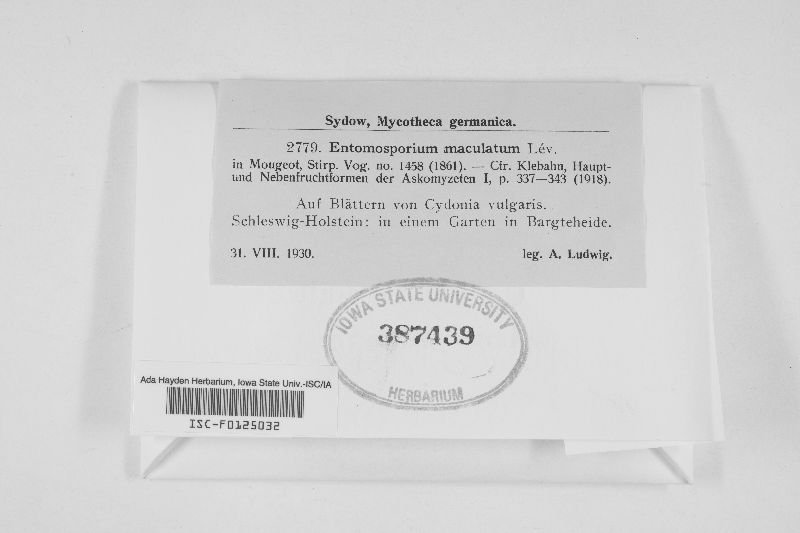 Sydow, Mycotheca germanica.
2779. Entomosporium maculatum Lév.
in Mougeot, Stirp. Vog. no. 1458 (1861). — Cfr. Klebahn, Haupt-
und Nebenfruchtformen der Askomyzeten I, p. 337—343 (1918).
Auf Blättern von Cydonia vulgaris.
Schleswig-Holstein: in einem Garten in Bargteheide.
31. VIII. 1930. leg. A. Ludwig.
IOWA STATE UNIVERSITY
387439
HERBARIUM
Ada Hayden Herbarium, Iowa State Univ.-ISC/IA
ISC-F0125032